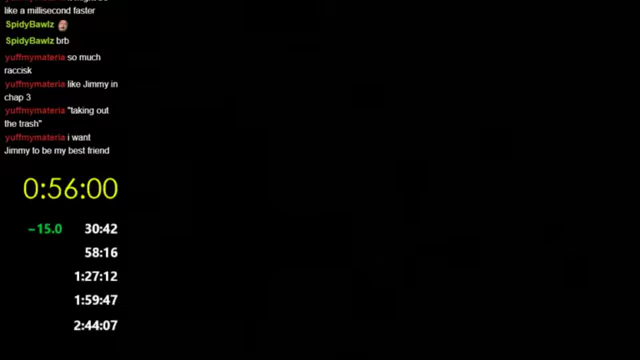 like a millisecond faster
SpidyBawlz
SpidyBawlz brb
yuffmymateria so much
raccisk
yuffmymateria like Jimmy in
chap 3
yuffmymateria "taking out
the trash"
yuffmymateria i want
Jimmy to be my best friend
0:56:00
−15.0 30:42
58:16
1:27:12
1:59:47
2:44:07